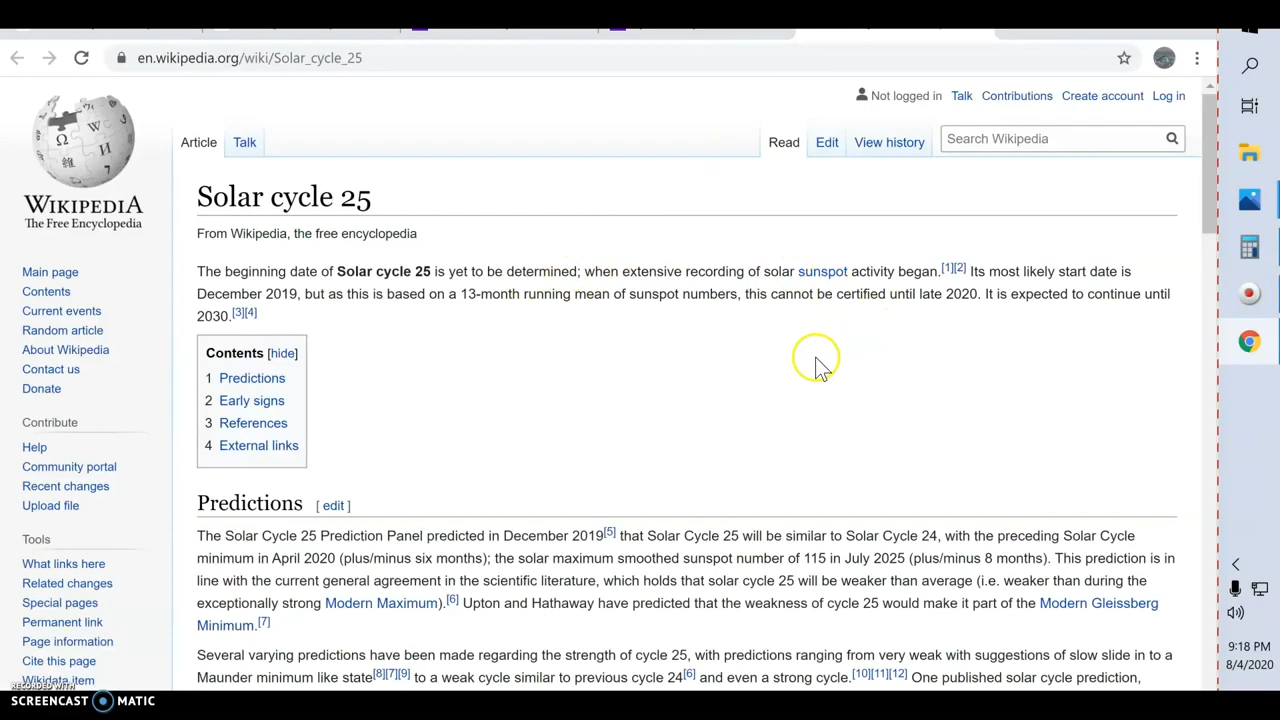 en.wikipedia.org/wiki/Solar_cycle_25
Not logged in Talk Contributions Create account Log in
Article Talk Read Edit View history Search Wikipedia
WIKIPEDIA
The Free Encyclopedia
Main page
Contents
Current events
Random article
About Wikipedia
Contact us
Donate
Contribute
Help
Community portal
Recent changes
Upload file
Tools
What links here
Related changes
Special pages
Permanent link
Page information
Cite this page
Wikidata item
Solar cycle 25
From Wikipedia, the free encyclopedia
The beginning date of Solar cycle 25 is yet to be determined; when extensive recording of solar sunspot activity began.[1][2] Its most likely start date is
December 2019, but as this is based on a 13-month running mean of sunspot numbers, this cannot be certified until late 2020. It is expected to continue until
2030.[3][4]
Contents [hide]
1 Predictions
2 Early signs
3 References
4 External links
Predictions [ edit ]
The Solar Cycle 25 Prediction Panel predicted in December 2019[5] that Solar Cycle 25 will be similar to Solar Cycle 24, with the preceding Solar Cycle
minimum in April 2020 (plus/minus six months); the solar maximum smoothed sunspot number of 115 in July 2025 (plus/minus 8 months). This prediction is in
line with the current general agreement in the scientific literature, which holds that solar cycle 25 will be weaker than average (i.e. weaker than during the
exceptionally strong Modern Maximum).[6] Upton and Hathaway have predicted that the weakness of cycle 25 would make it part of the Modern Gleissberg
Minimum.[7]
Several varying predictions have been made regarding the strength of cycle 25, with predictions ranging from very weak with suggestions of slow slide in to a
Maunder minimum like state[8][7][9] to a weak cycle similar to previous cycle 24[6] and even a strong cycle.[10][11][12] One published solar cycle prediction,
9:18 PM
8/4/2020
RECORDED WITH
SCREENCAST MATIC